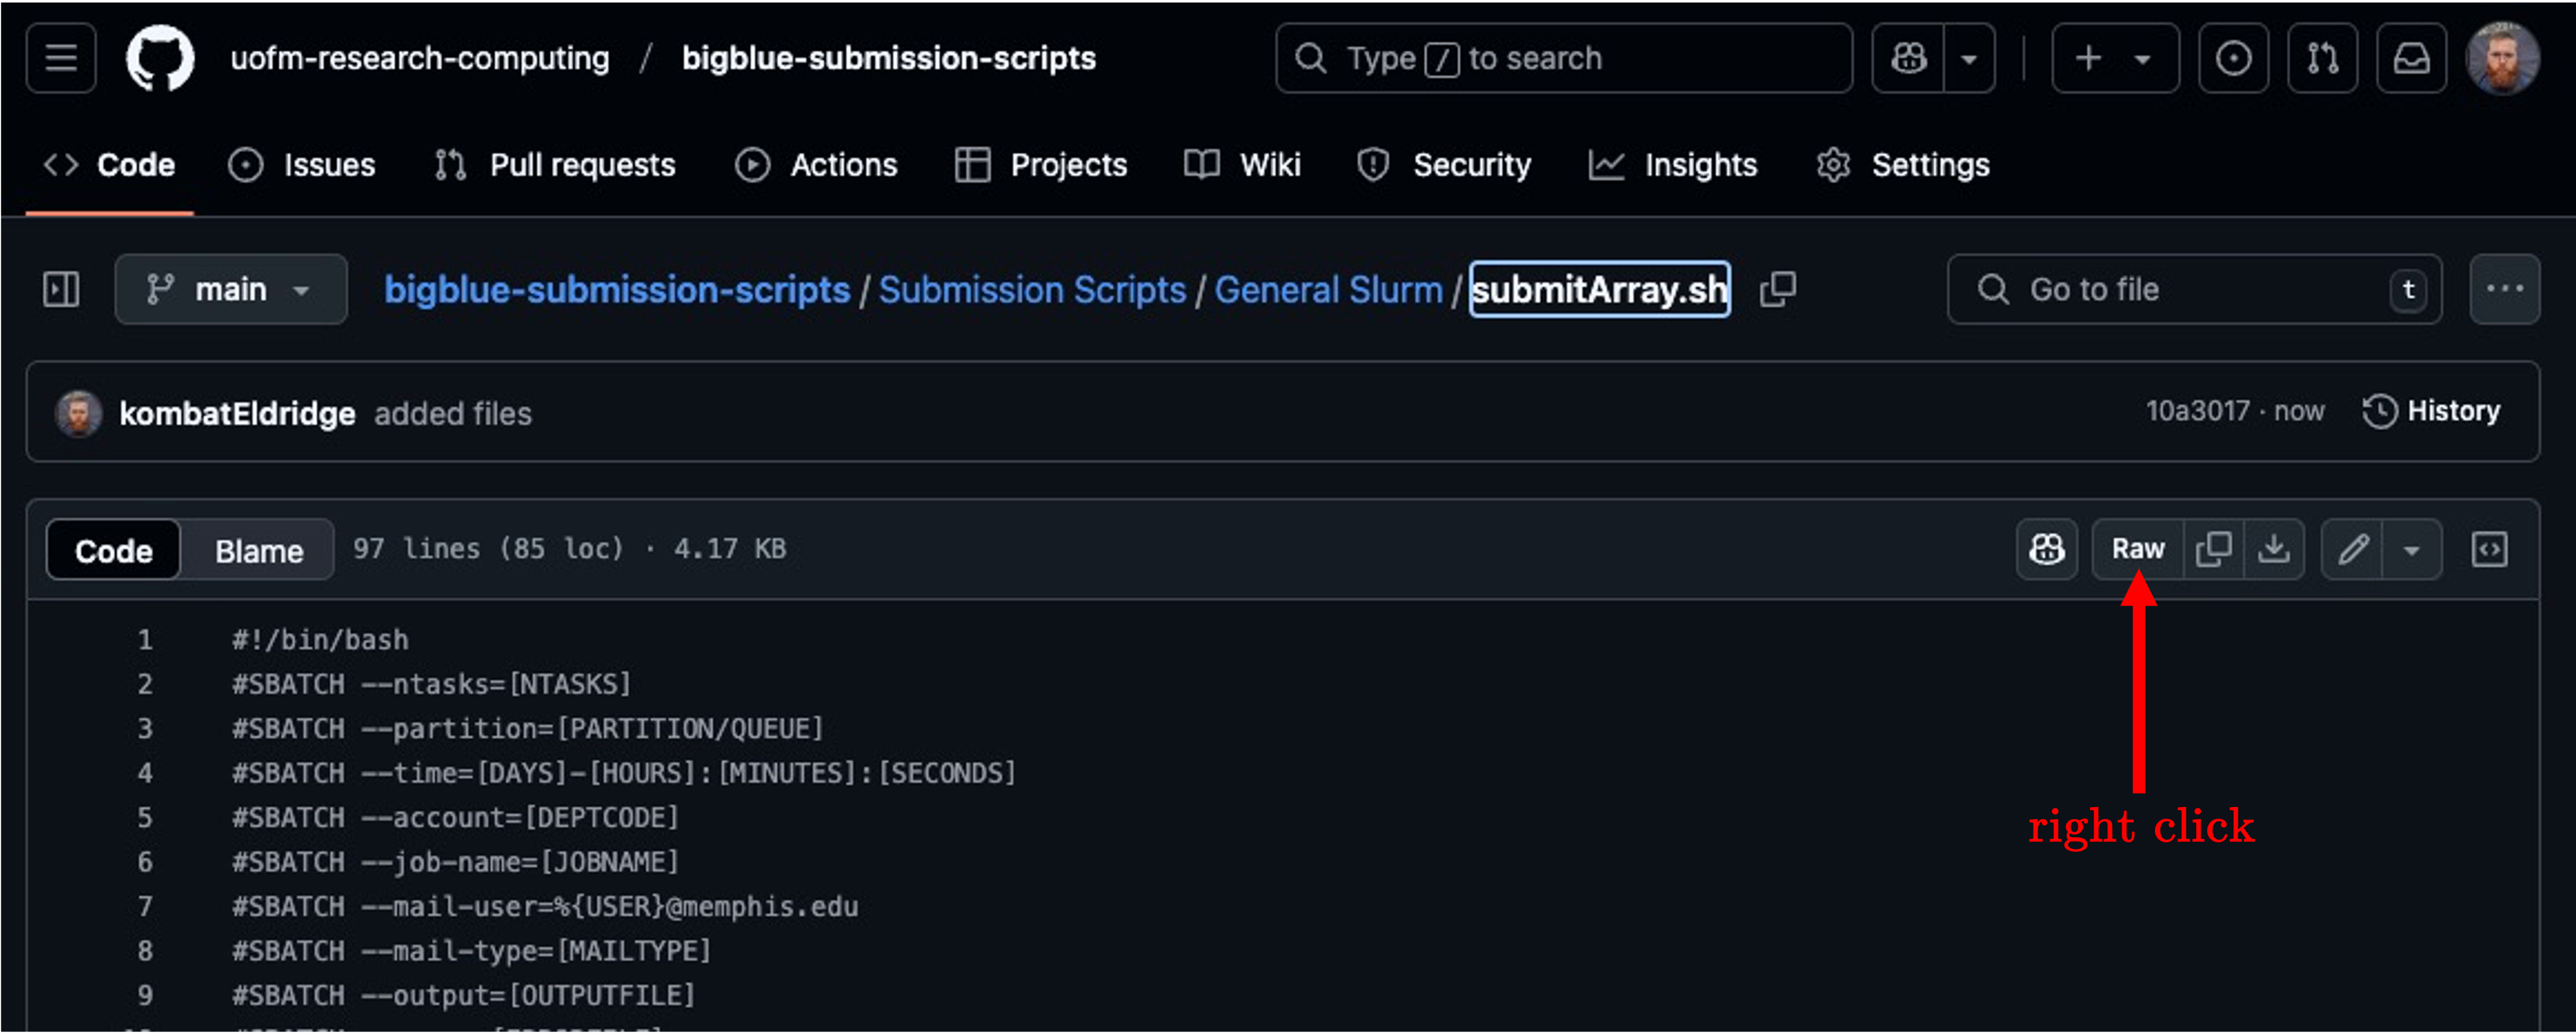 uofm-research-computing / bigblue-submission-scripts
Type / to search
Code Issues Pull requests Actions Projects Wiki Security Insights Settings
main bigblue-submission-scripts / Submission Scripts / General Slurm / submitArray.sh
Go to file t
kombatEldridge added files
10a3017 · now History
Code Blame 97 lines (85 loc) · 4.17 KB
Raw
1 #!/bin/bash
2 #SBATCH --ntasks=[NTASKS]
3 #SBATCH --partition=[PARTITION/QUEUE]
4 #SBATCH --time=[DAYS]-[HOURS]:[MINUTES]:[SECONDS]
5 #SBATCH --account=[DEPTCODE]
6 #SBATCH --job-name=[JOBNAME]
7 #SBATCH --mail-user=%{USER}@memphis.edu
8 #SBATCH --mail-type=[MAILTYPE]
9 #SBATCH --output=[OUTPUTFILE]
right click